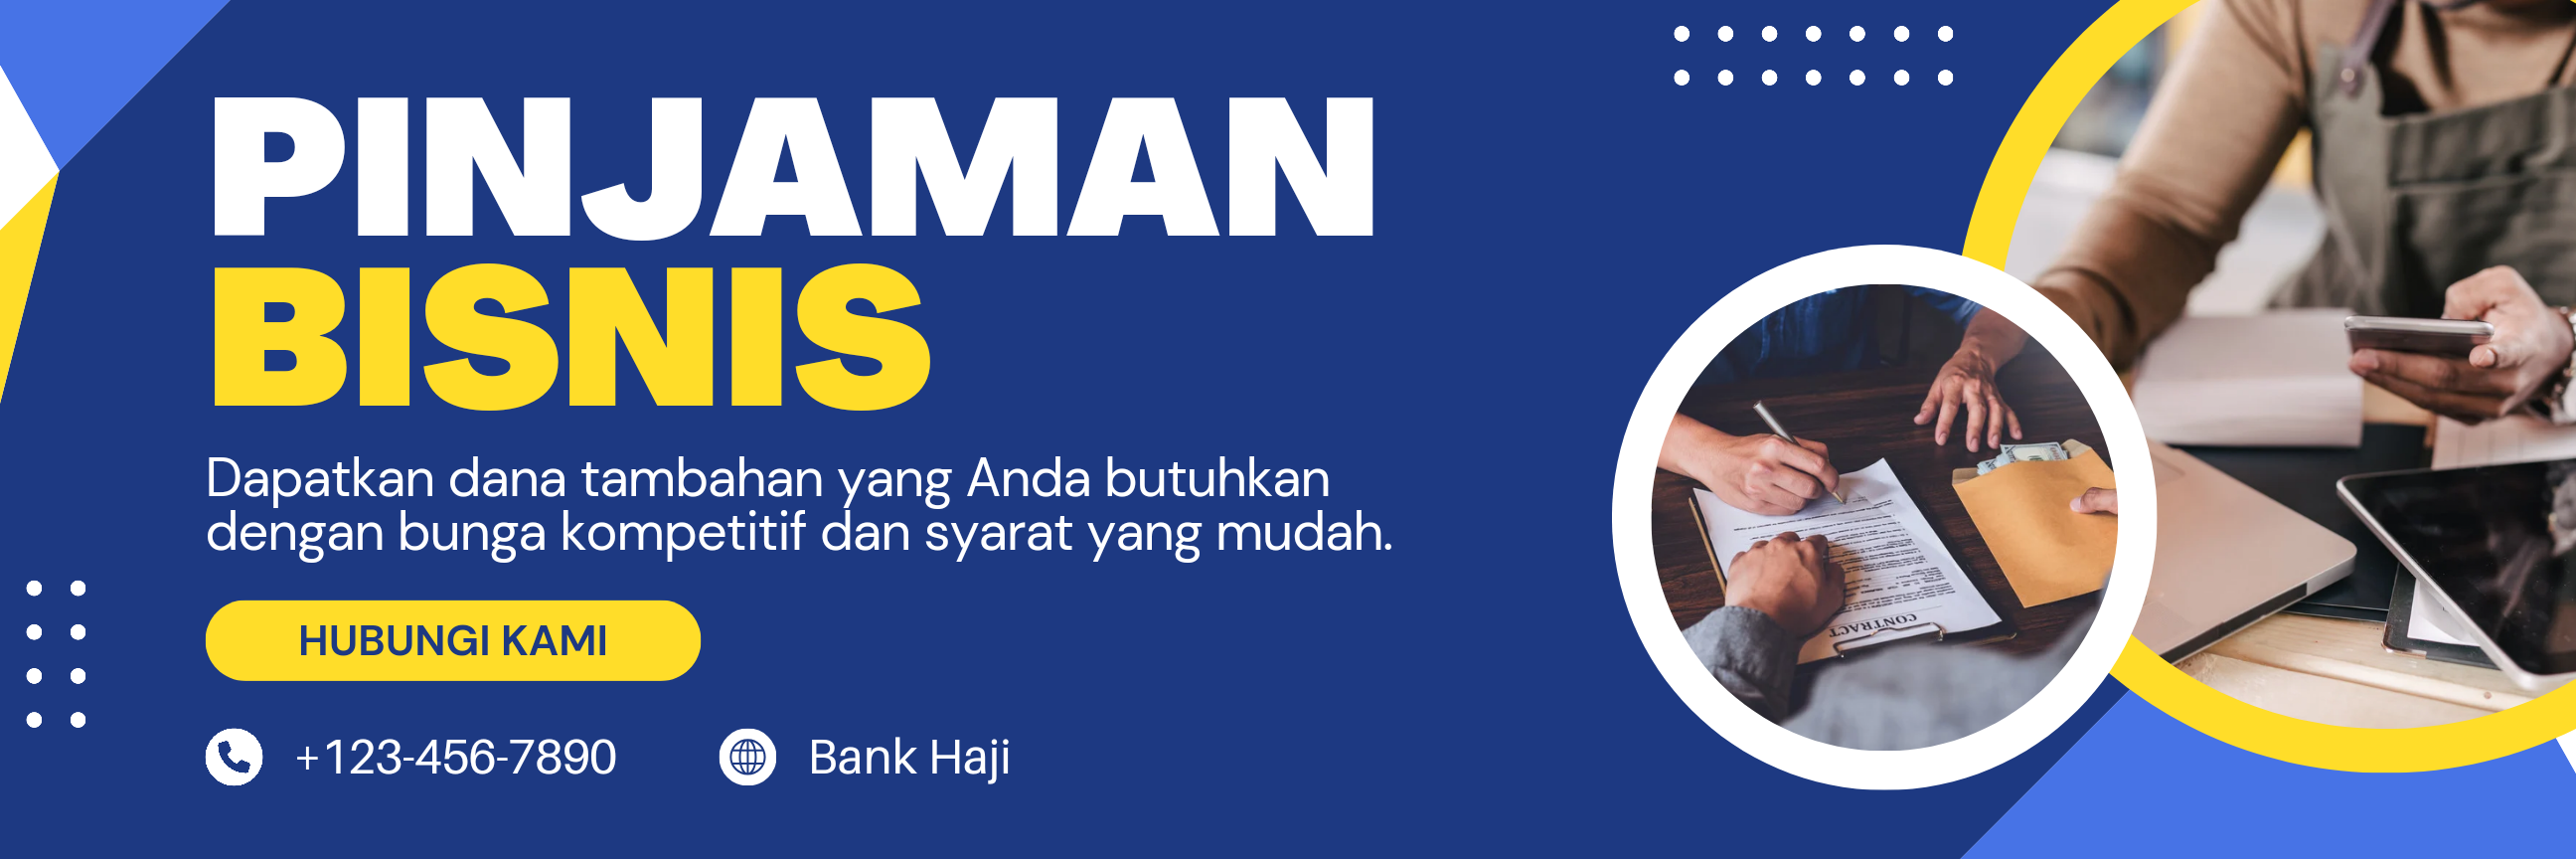 PINJAMAN
BISNIS
Dapatkan dana tambahan yang Anda butuhkan
dengan bunga kompetitif dan syarat yang mudah.
HUBUNGI KAMI
+123-456-7890
Bank Haji
CONTRACT